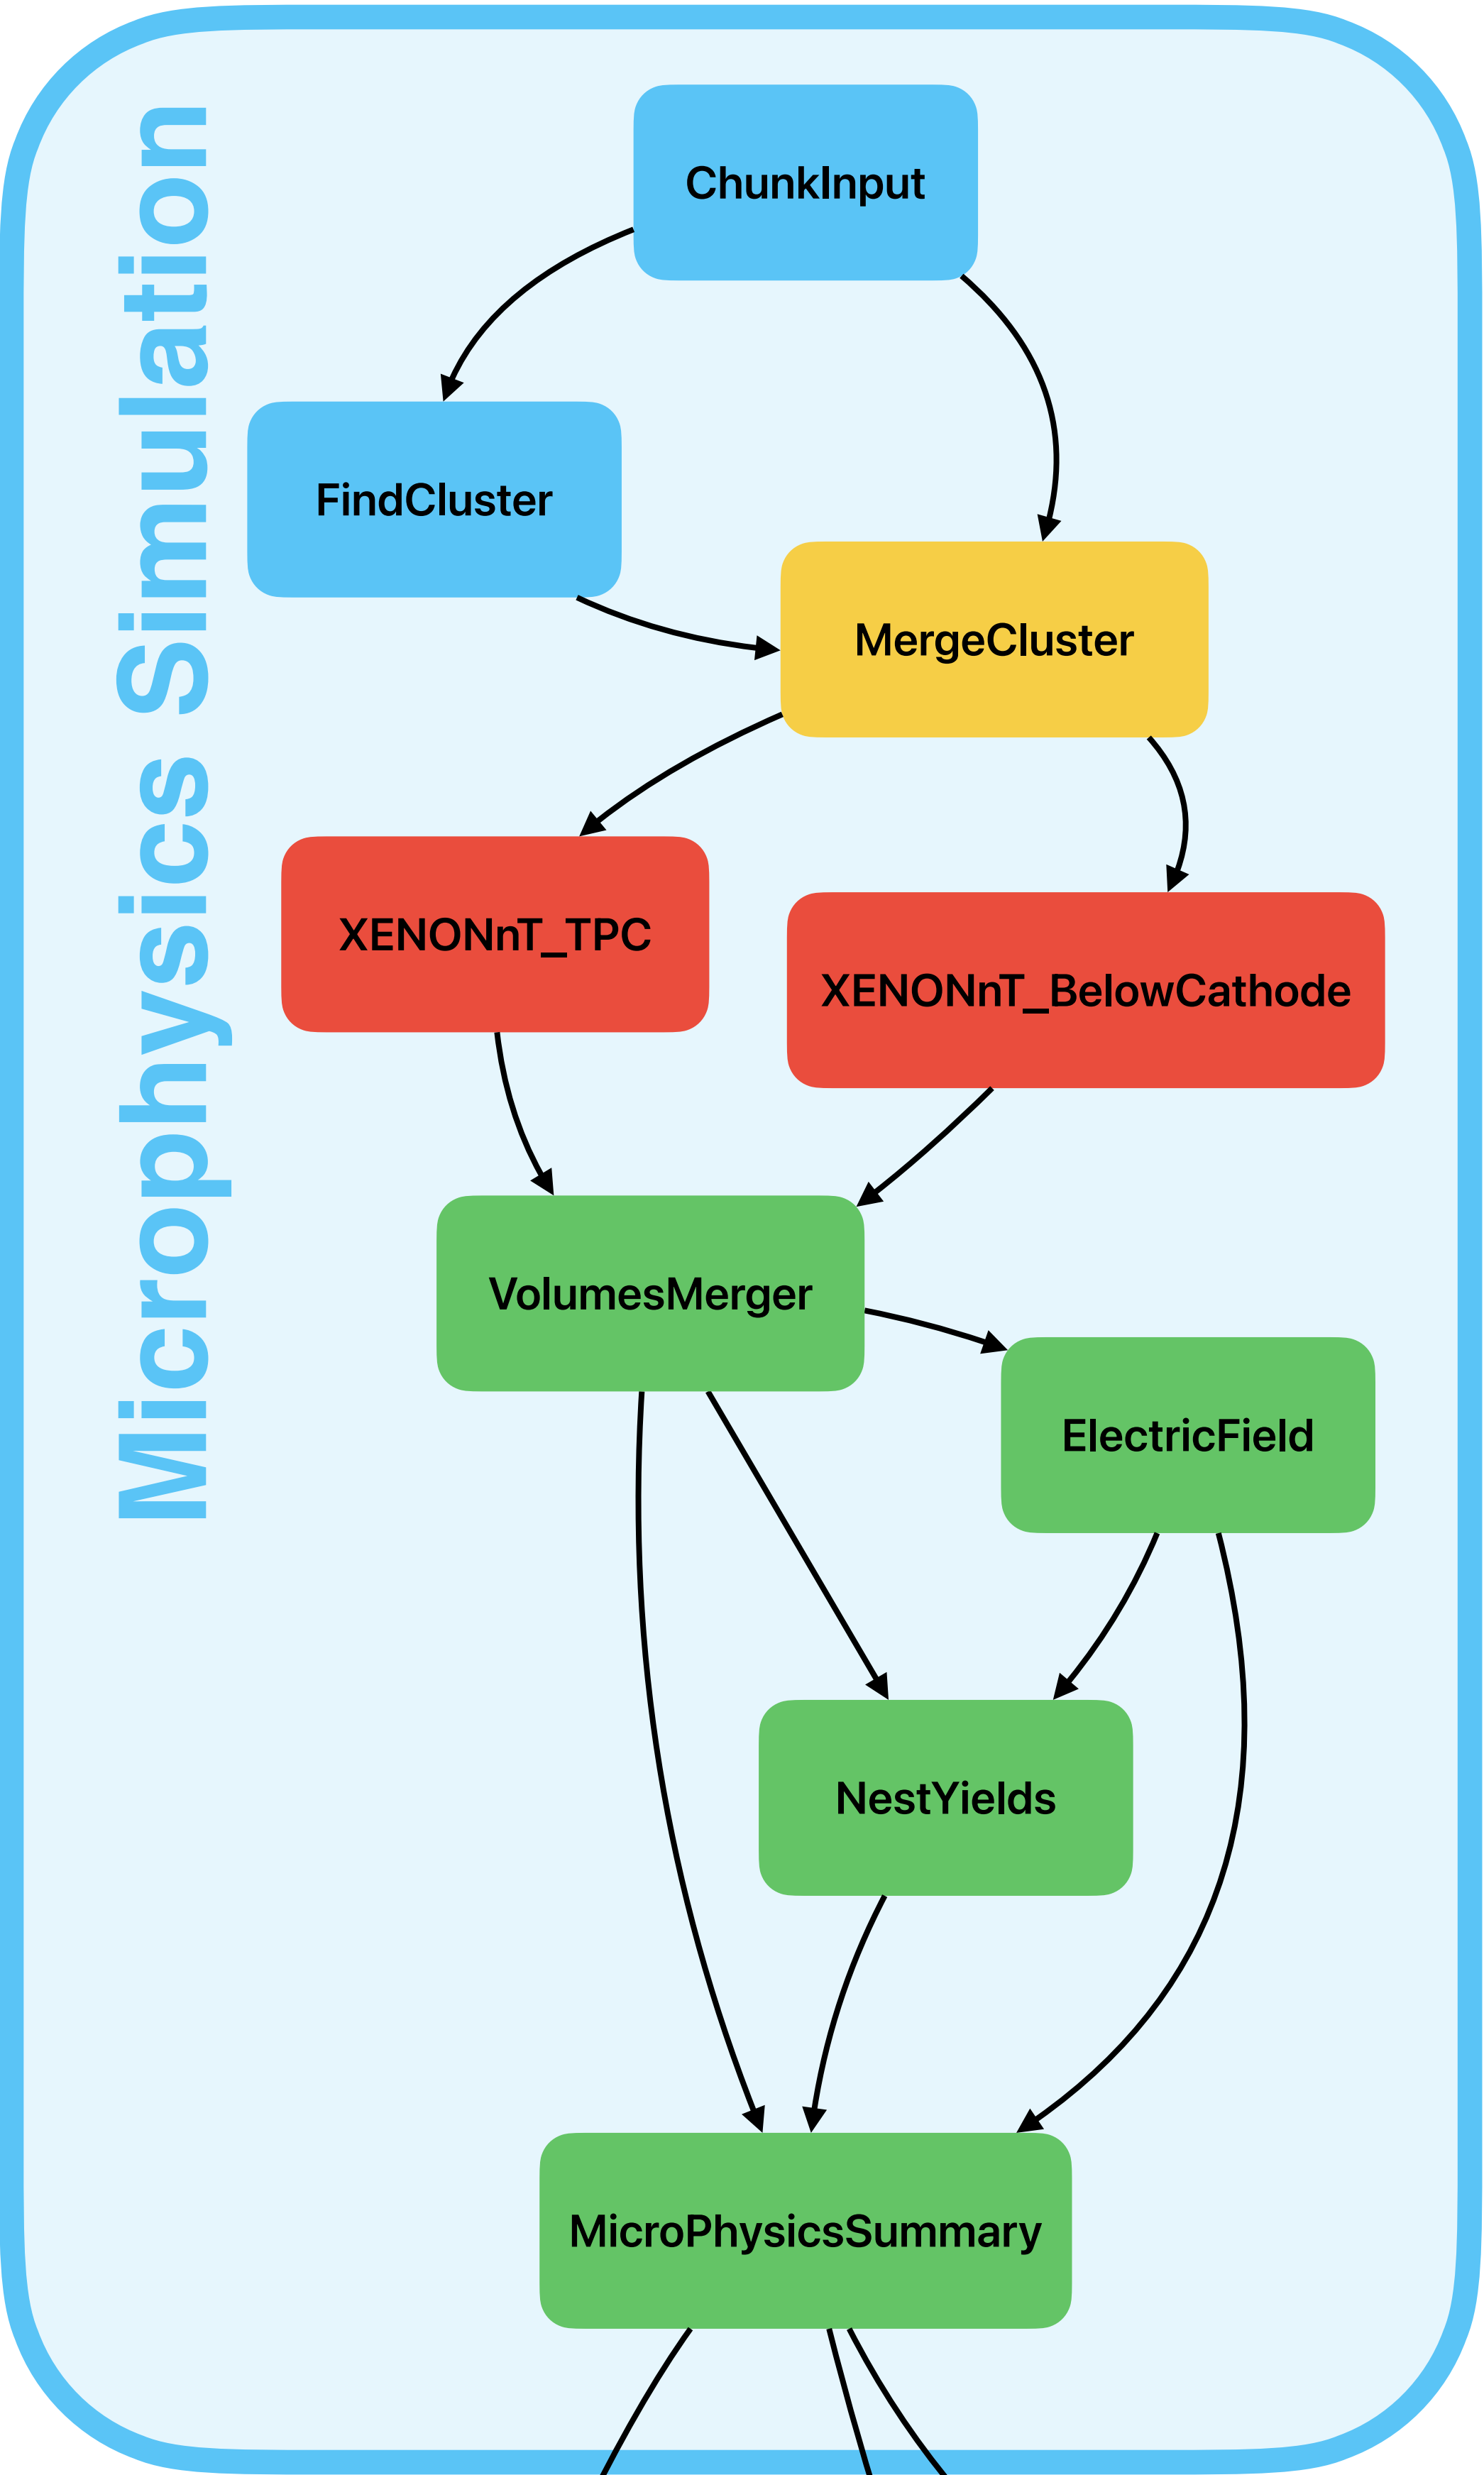 Microphysics Simulation
ChunkInput
FindCluster
MergeCluster
XENONnT_TPC
XENONnT_BelowCathode
VolumesMerger
ElectricField
NestYields
MicroPhysicsSummary